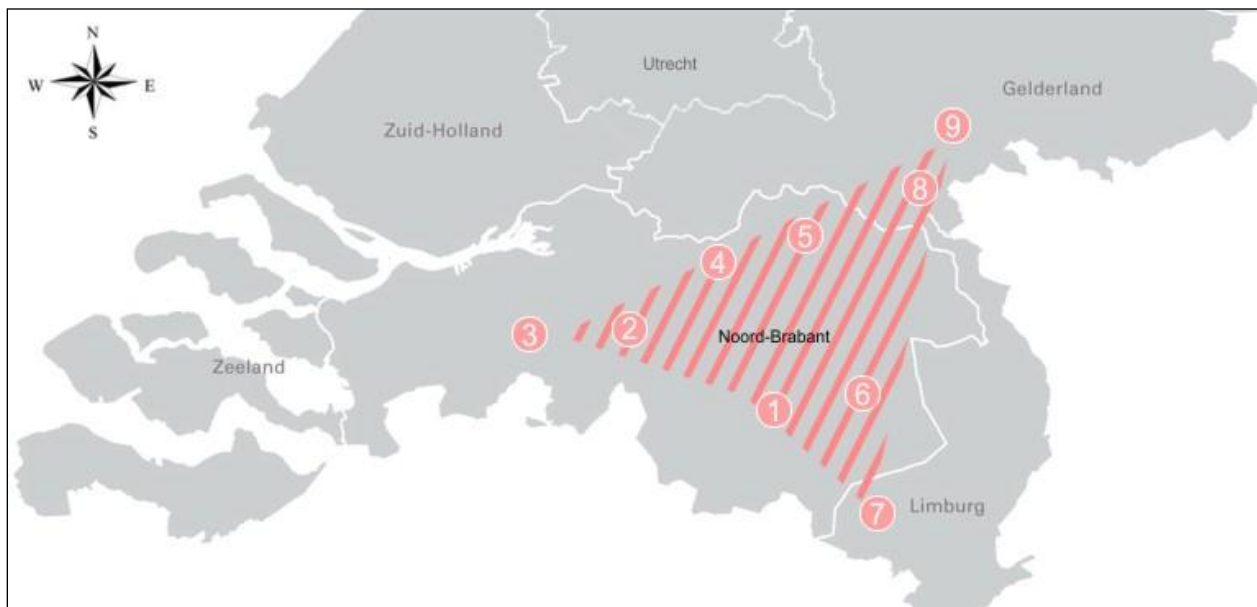 N
W E
S
Utrecht
Gelderland
Zuid-Holland
9
8
5
4
3
2
Noord-Brabant
Zeeland
6
1
7
Limburg